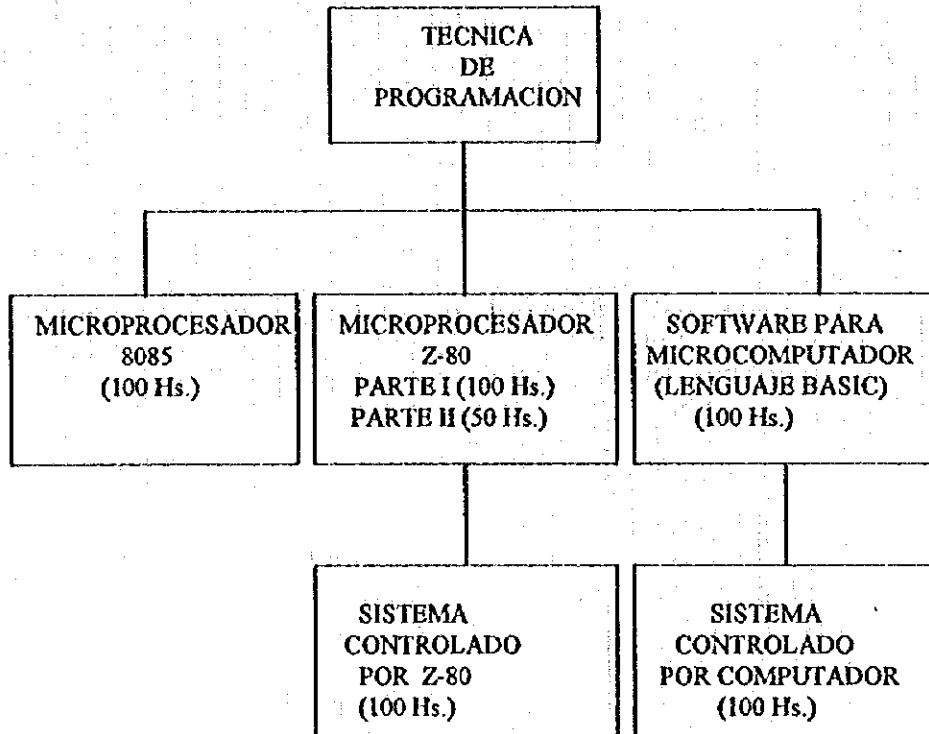 TECNICA
DE
PROGRAMACION
MICROPROCESADOR
8085
(100 Hs.)
MICROPROCESADOR
Z-80
PARTE I (100 Hs.)
PARTE II (50 Hs.)
SOFTWARE PARA
MICROCOMPUTADOR
(LENGUAJE BASIC)
(100 Hs.)
SISTEMA
CONTROLADO
POR Z-80
(100 Hs.)
SISTEMA
CONTROLADO
POR COMPUTADOR
(100 Hs.)